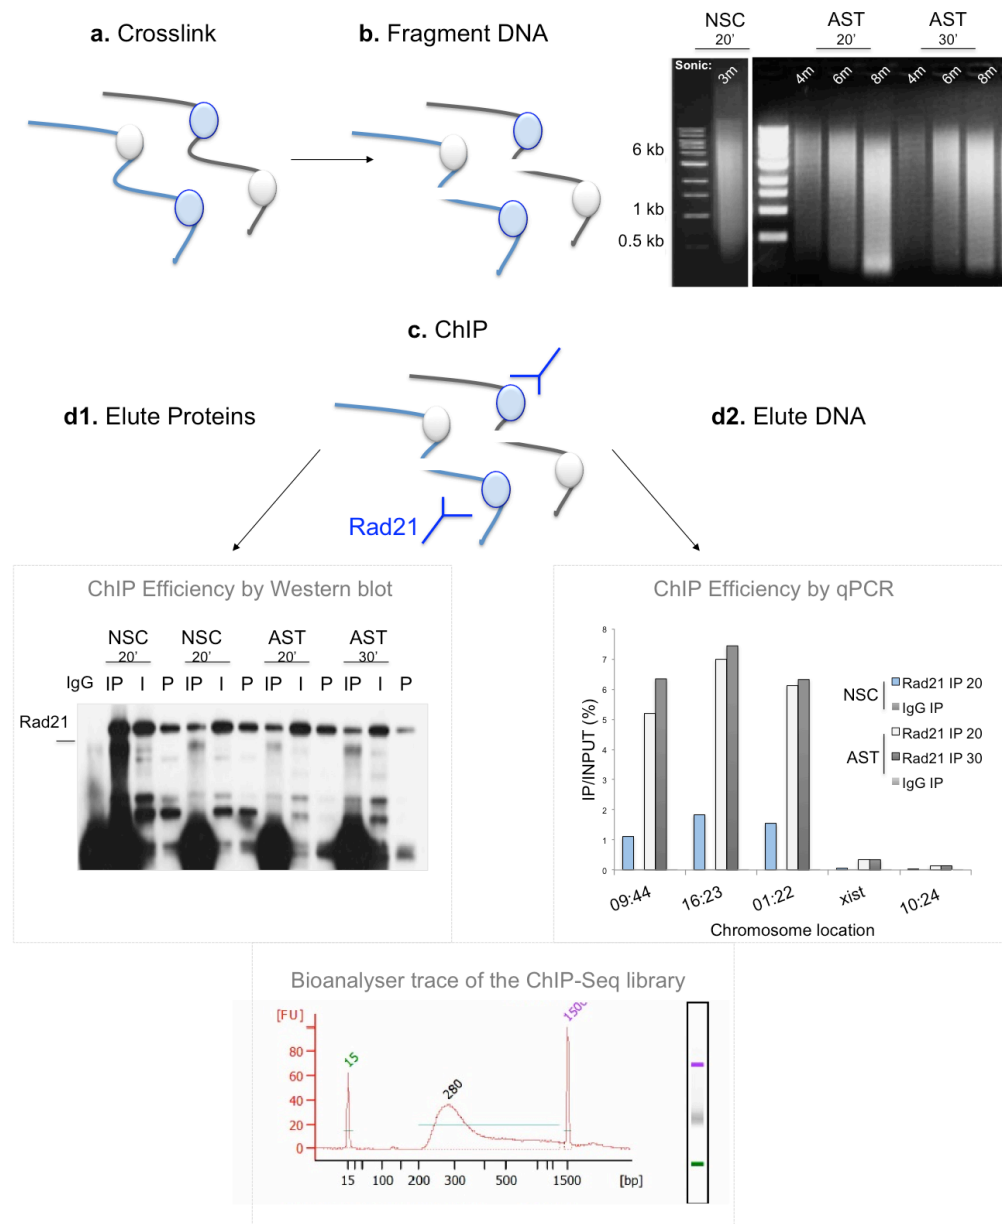 a. Crosslink
b. Fragment DNA
NSC AST AST
20' 20' 30'
Sonic: 3m 4m 6m 8m 4m 6m 8m
6 kb
1 kb
0.5 kb
c. ChIP
d1. Elute Proteins
d2. Elute DNA
Rad21
ChIP Efficiency by Western blot
NSC NSC AST AST
20' 20' 20' 30'
IgG IP I P IP I P IP I P IP I P
Rad21
ChIP Efficiency by qPCR
8
7
6
5
4
3
2
1
0
IP/INPUT (%)
NSC
Rad21 IP 20
IgG IP
AST
Rad21 IP 20
Rad21 IP 30
IgG IP
09:44 16:23 01:22 xist 10:24
Chromosome location
Bioanalyser trace of the ChIP-Seq library
[FU]
80
60
40
20
0
15
280
15 100 200 300 500 1500 [bp]